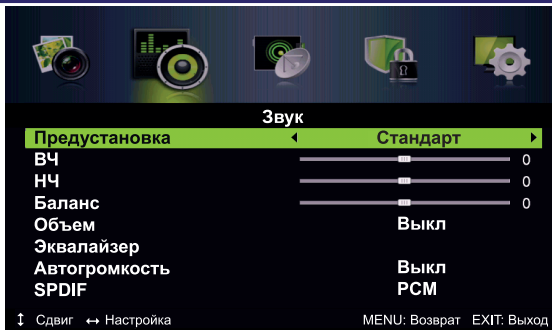 Звук
Предустановка Стандарт
ВЧ 0
НЧ 0
Баланс 0
Объем Выкл
Эквалайзер
Автогромкость Выкл
SPDIF PCM
Сдвиг Настройка MENU: Возврат EXIT: Выход